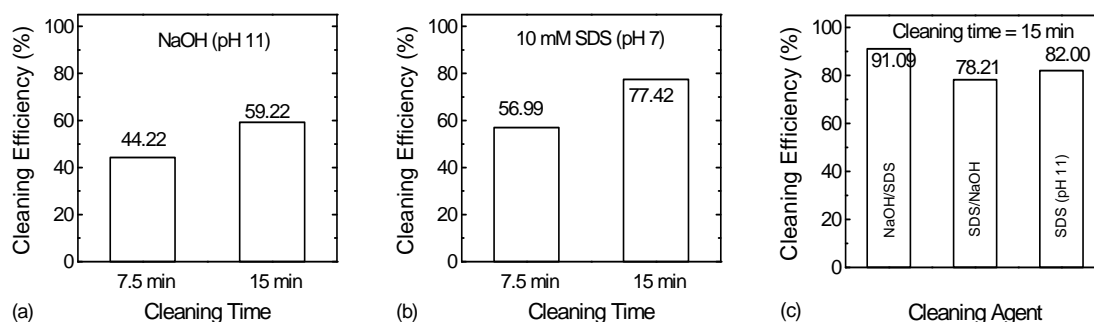 Cleaning Efficiency (%)
100
80
60
40
20
0
NaOH (pH 11)
44.22
59.22
7.5 min
15 min
(a)
Cleaning Time
Cleaning Efficiency (%)
100
80
60
40
20
0
10 mM SDS (pH 7)
56.99
77.42
7.5 min
15 min
(b)
Cleaning Time
Cleaning Efficiency (%)
100
80
60
40
20
0
Cleaning time = 15 min
91.09
78.21
82.00
NaOH/SDS
SDS/NaOH
SDS (pH 11)
(c)
Cleaning Agent